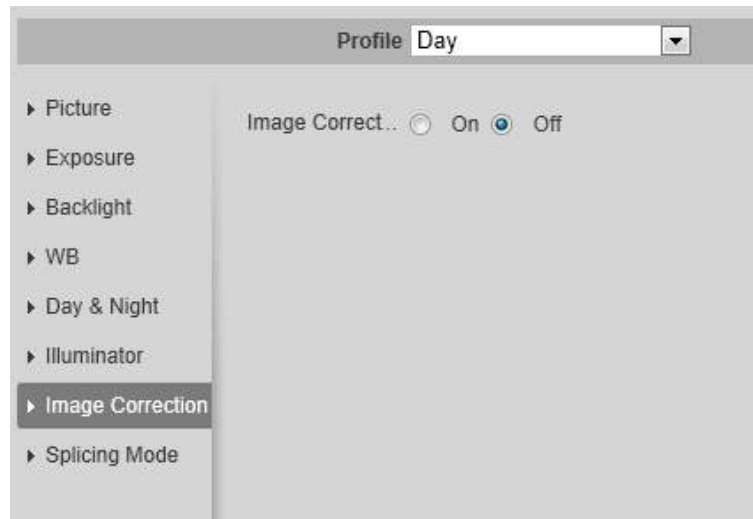 Profile Day
Picture
Image Correct.. On Off
Exposure
Backlight
WB
Day & Night
Illuminator
Image Correction
Splicing Mode